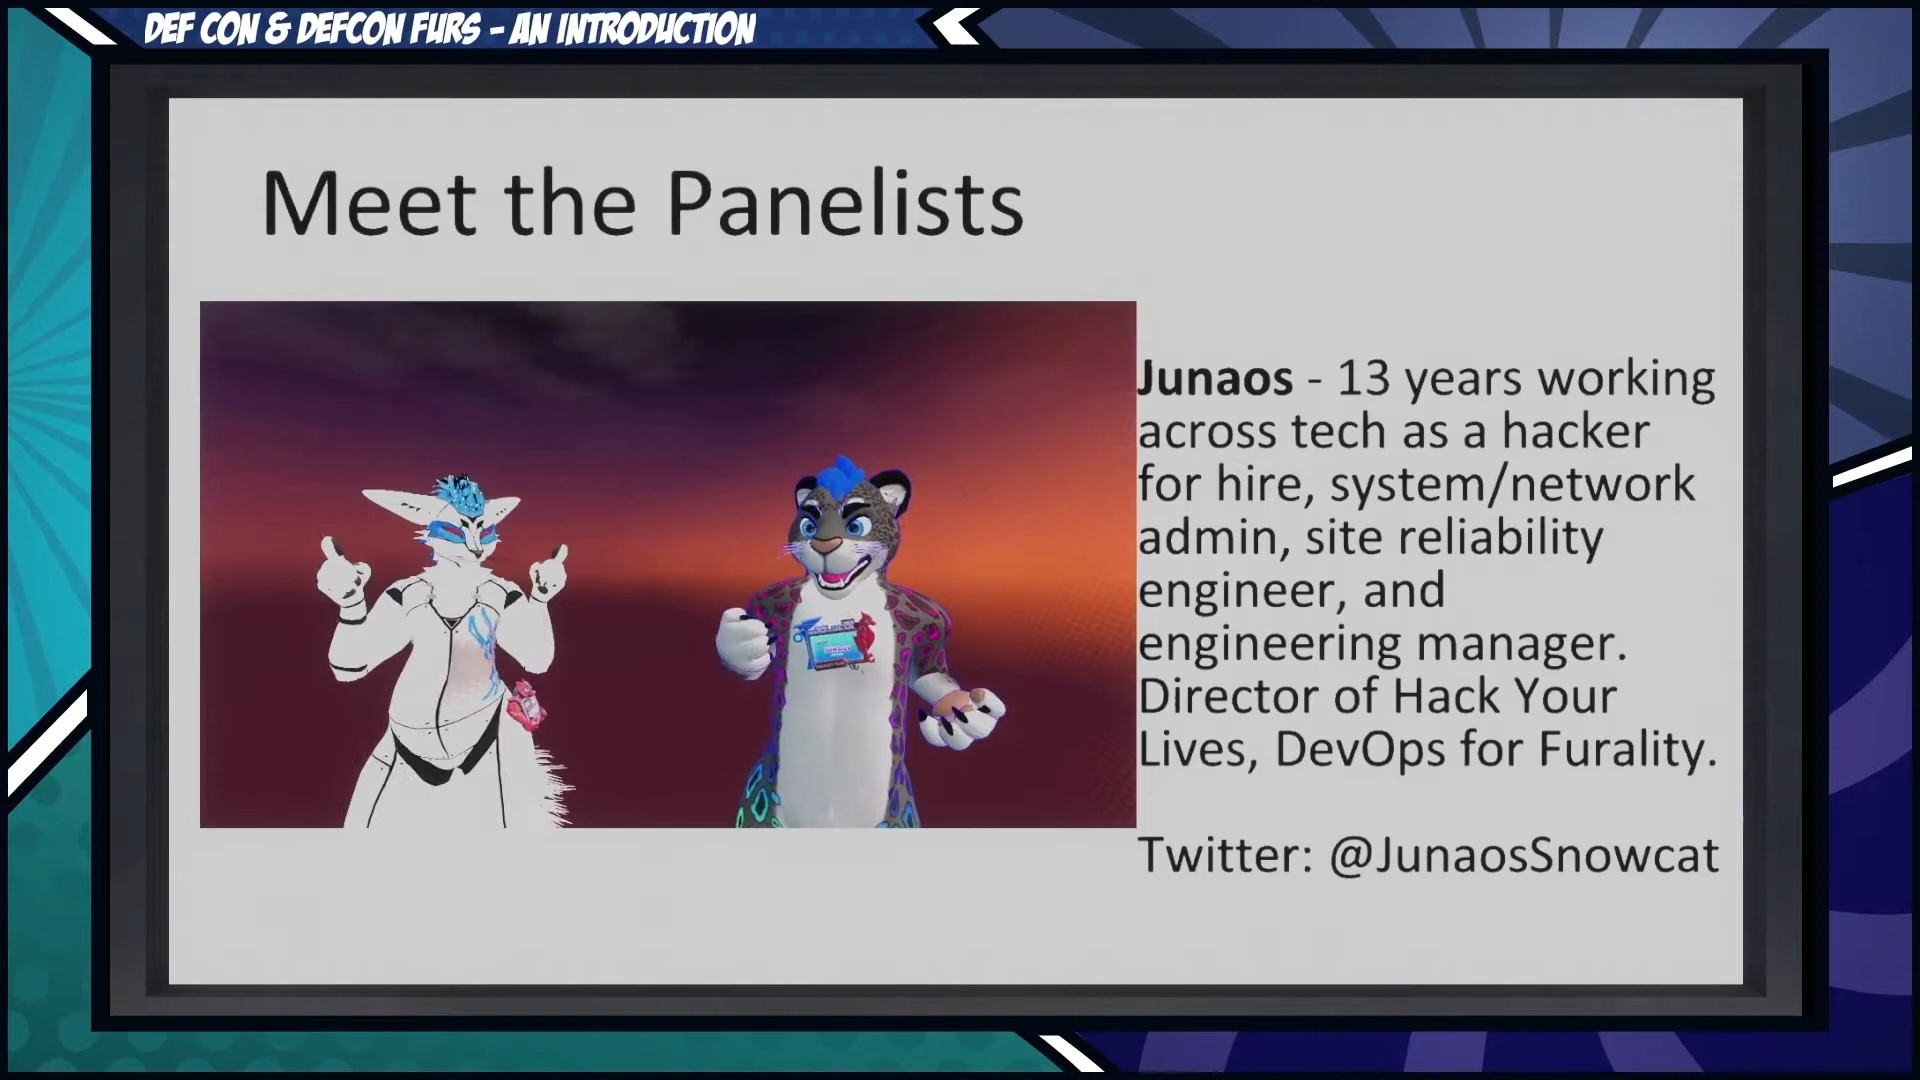 DEF CON & DEFCON FURS - AN INTRODUCTION
Meet the Panelists
Junaos - 13 years working
across tech as a hacker
for hire, system/network
admin, site reliability
engineer, and
engineering manager.
Director of Hack Your
Lives, DevOps for Furality.
Twitter: @JunaosSnowcat